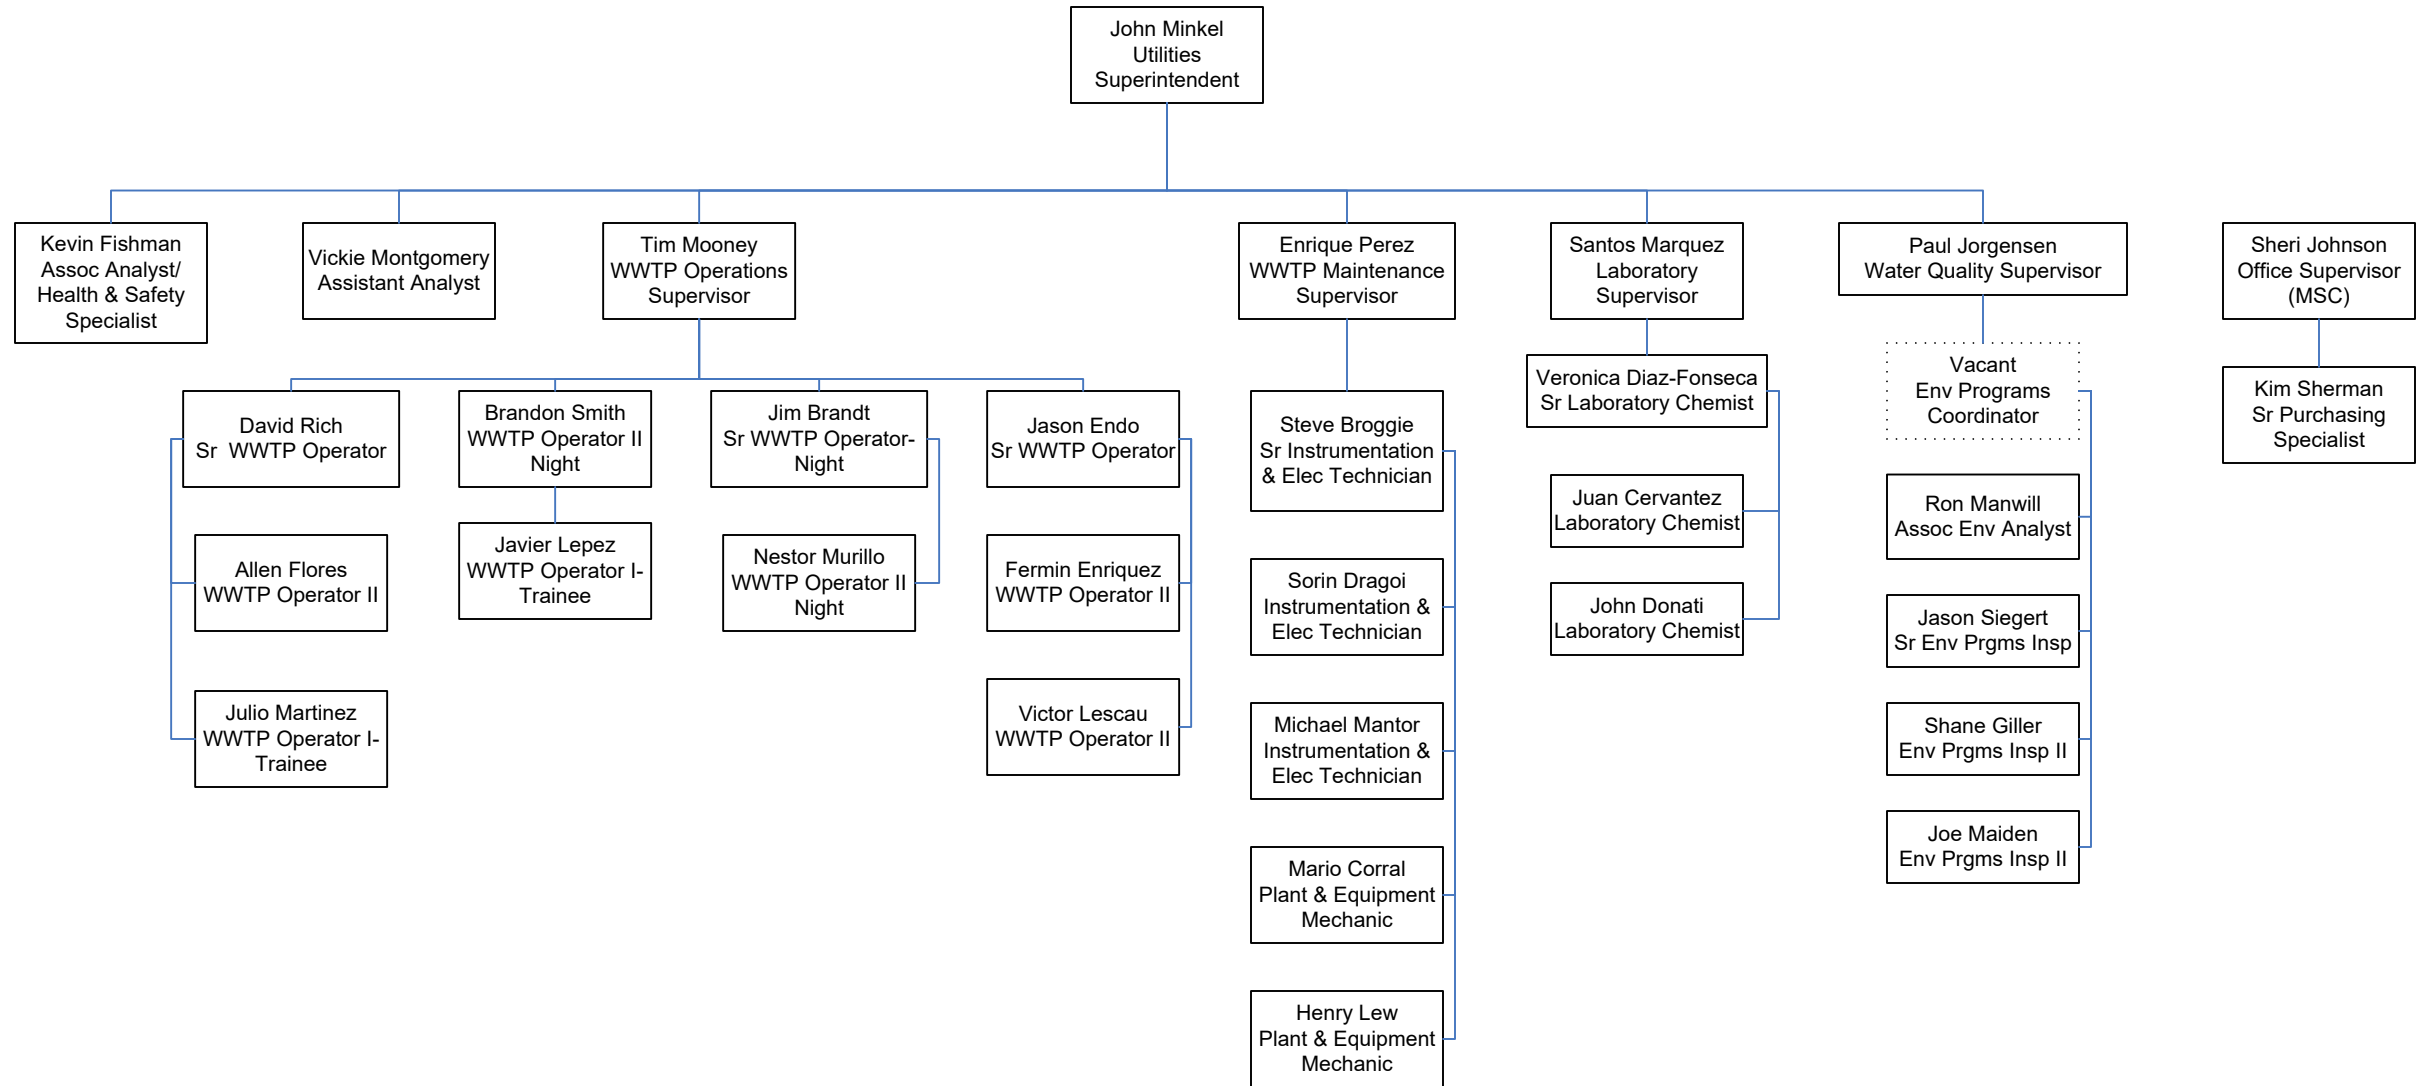 John Minkel
Utilities
Superintendent
Kevin Fishman
Assoc Analyst/
Health & Safety
Specialist
Vickie Montgomery
Assistant Analyst
Tim Mooney
WWTP Operations
Supervisor
Enrique Perez
WWTP Maintenance
Supervisor
Santos Marquez
Laboratory
Supervisor
Paul Jorgensen
Water Quality Supervisor
Sheri Johnson
Office Supervisor
(MSC)
David Rich
Sr  WWTP Operator
Allen Flores
WWTP Operator II
Julio Martinez
WWTP Operator I-
Trainee
Brandon Smith
WWTP Operator II
Night
Javier Lepez
WWTP Operator I-
Trainee
Jim Brandt
Sr WWTP Operator-
Night
Nestor Murillo
WWTP Operator II
Night
Jason Endo
Sr WWTP Operator
Fermin Enriquez
WWTP Operator II
Victor Lescau
WWTP Operator II
Steve Broggie
Sr Instrumentation
& Elec Technician
Sorin Dragoi
Instrumentation &
Elec Technician
Michael Mantor
Instrumentation &
Elec Technician
Mario Corral
Plant & Equipment
Mechanic
Henry Lew
Plant & Equipment
Mechanic
Veronica Diaz-Fonseca
Sr Laboratory Chemist
Juan Cervantez
Laboratory Chemist
John Donati
Laboratory Chemist
Vacant
Env Programs
Coordinator
Ron Manwill
Assoc Env Analyst
Jason Siegert
Sr Env Prgms Insp
Shane Giller
Env Prgms Insp II
Joe Maiden
Env Prgms Insp II
Kim Sherman
Sr Purchasing
Specialist